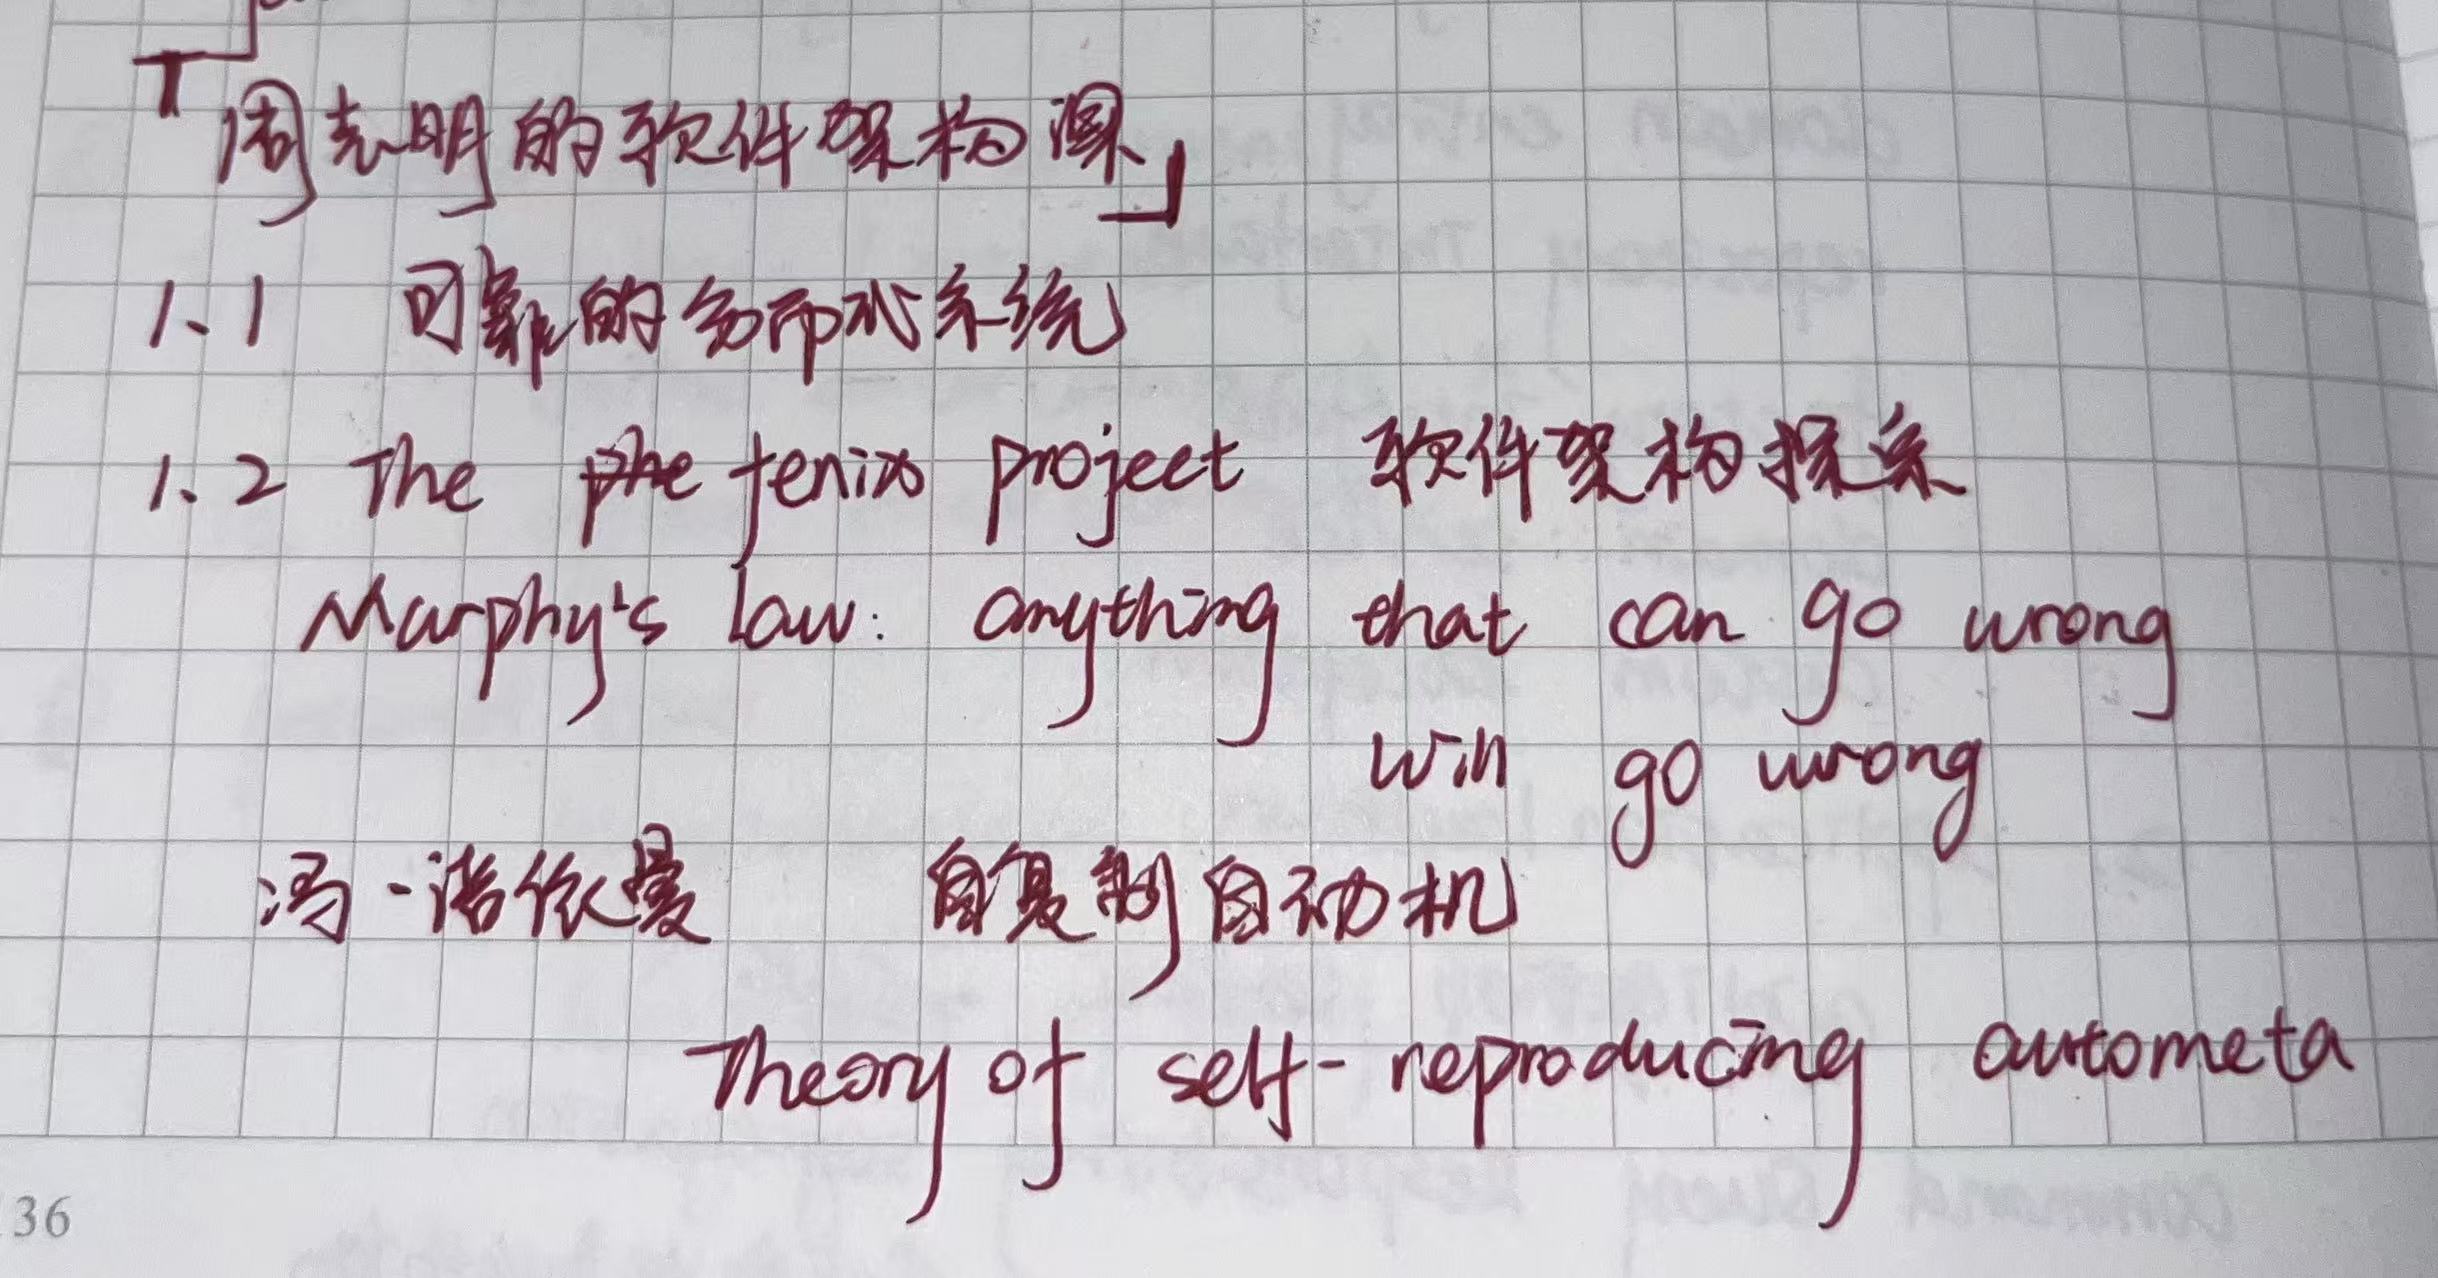 「周志明的软件架构课」
1.1 可靠的分布式系统
1.2 The phe fenix project 软件架构探索
Murphy's law: anything that can go wrong
will go wrong
冯-诺依曼 自复制自动机
Theory of self-reproducing autometa
36